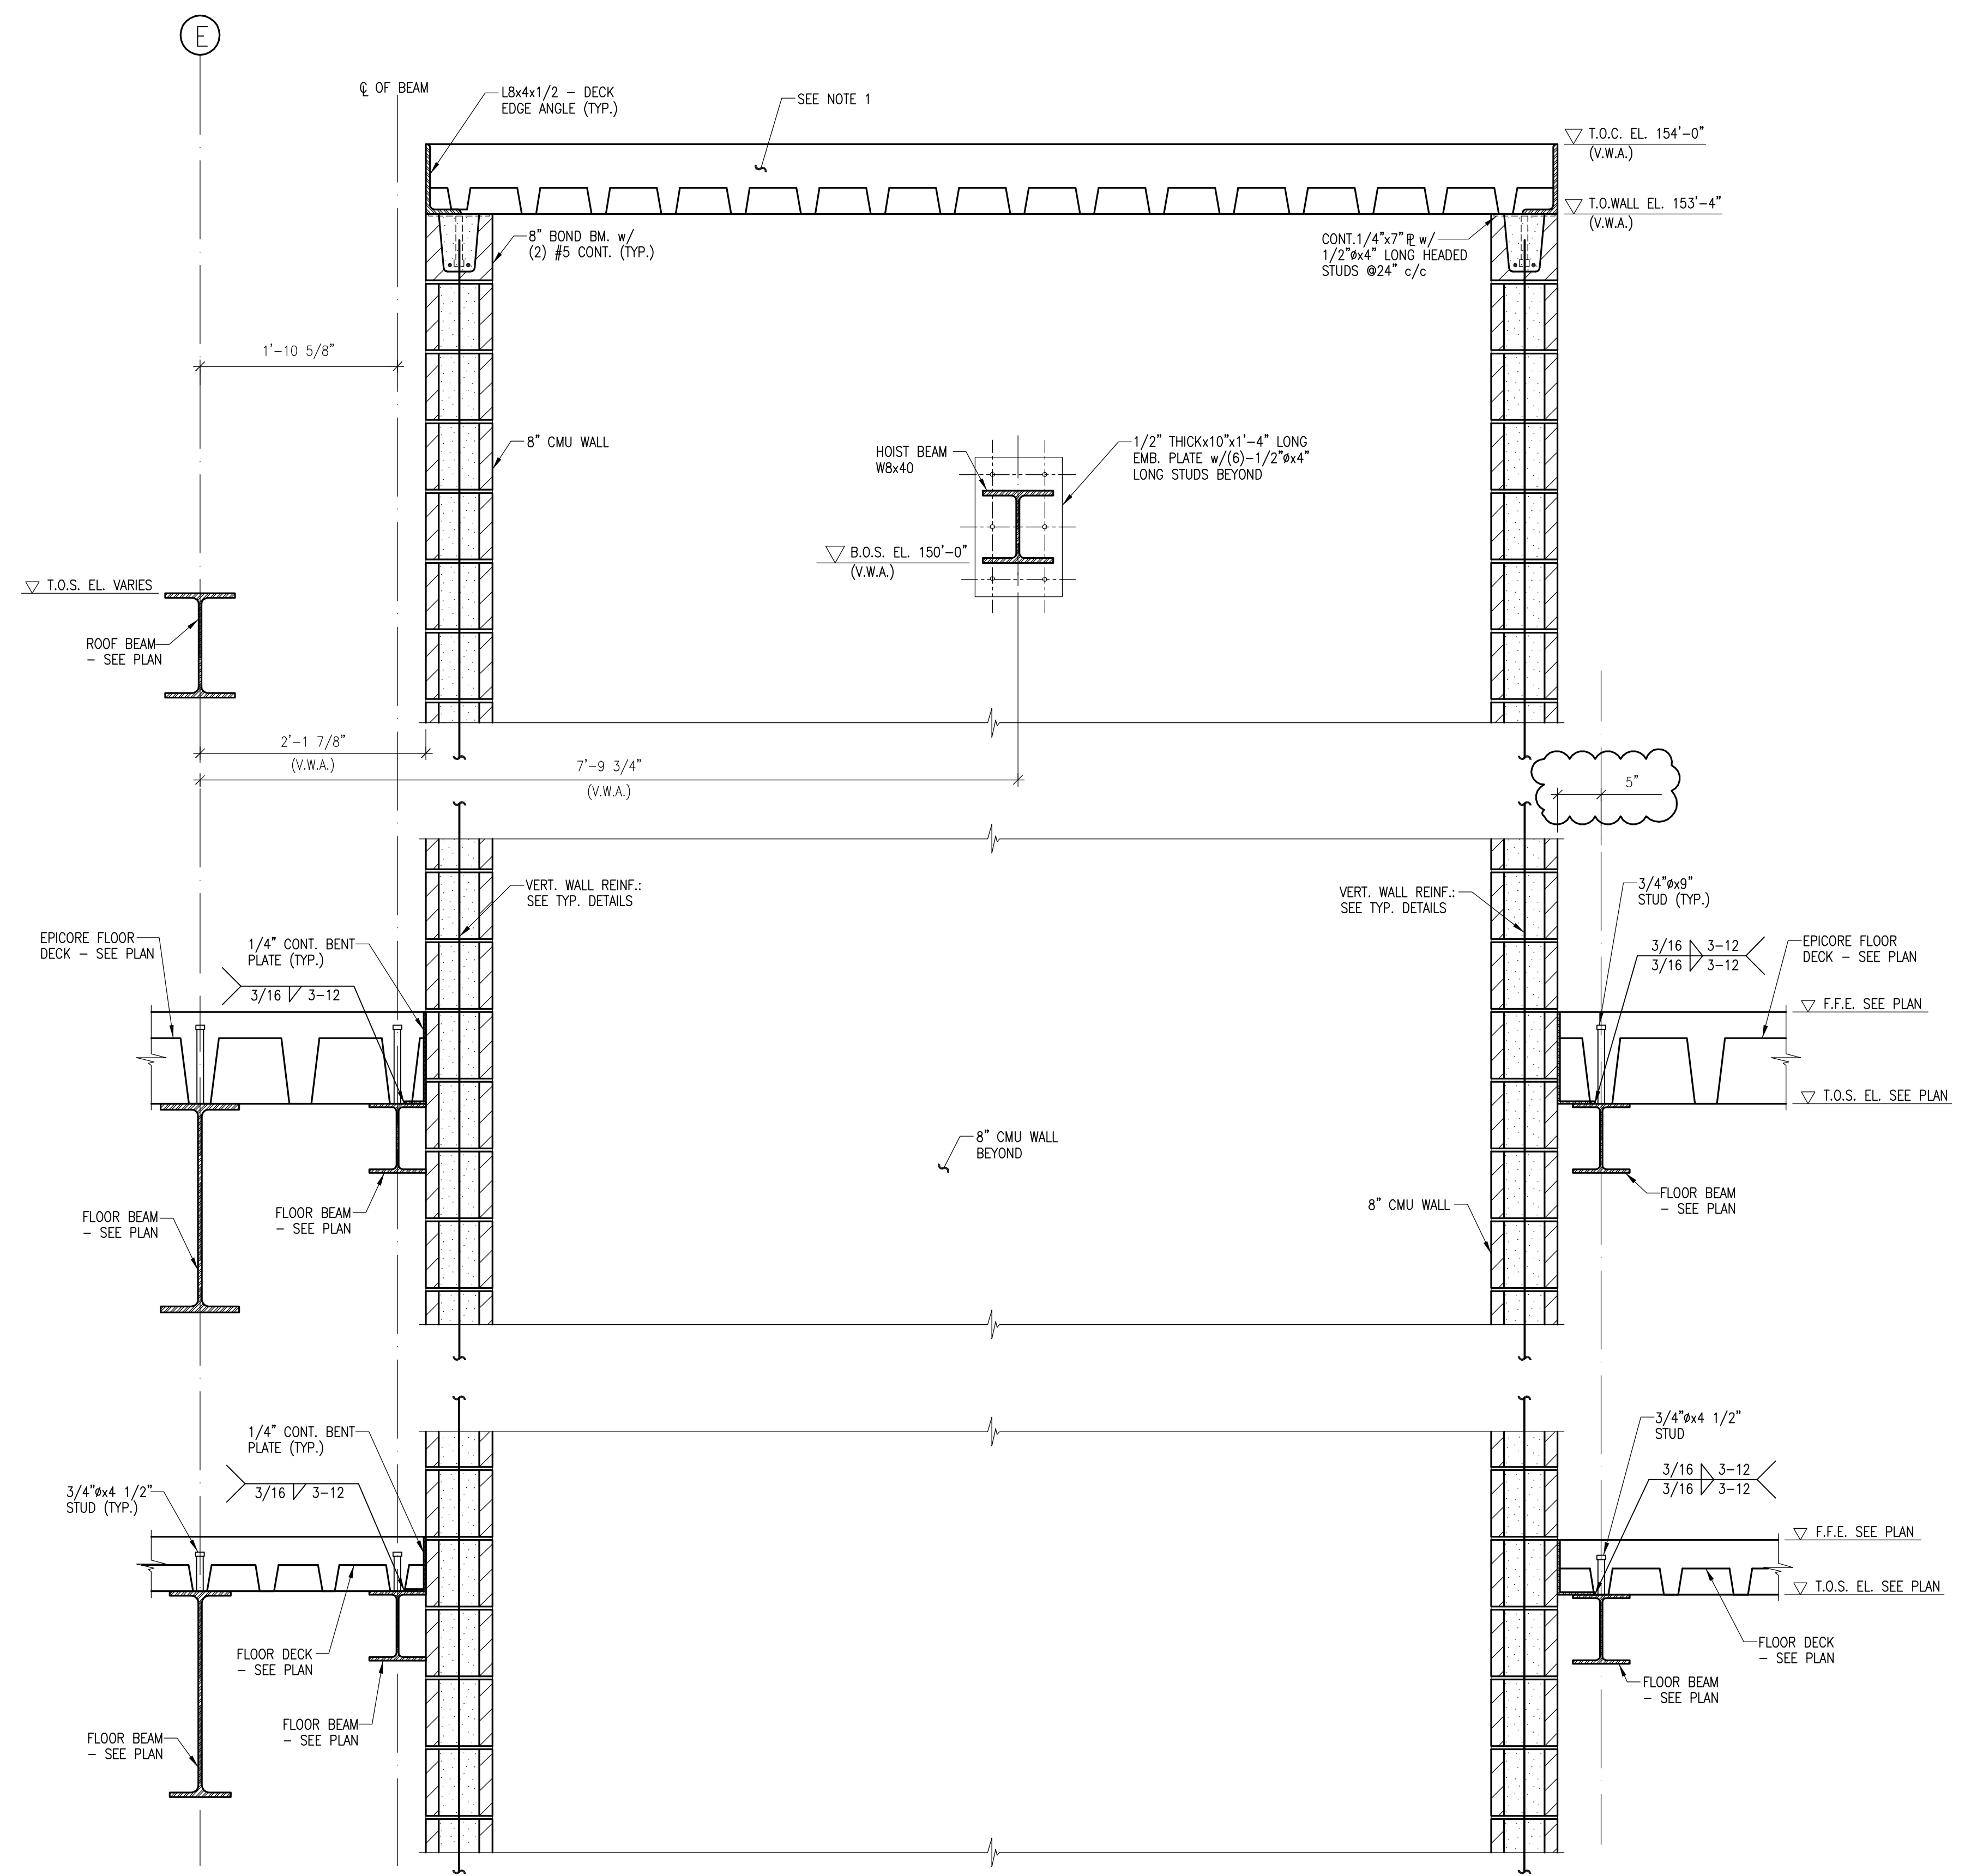 E
℄ OF BEAM
L8x4x1/2 – DECK
EDGE ANGLE (TYP.)
SEE NOTE 1
T.O.C. EL. 154'-0"
(V.W.A.)
T.O.WALL EL. 153'-4"
(V.W.A.)
8" BOND BM. w/
(2) #5 CONT. (TYP.)
CONT.1/4"x7" ⅊ w/
1/2"øx4" LONG HEADED
STUDS @24" c/c
1'-10 5/8"
8" CMU WALL
HOIST BEAM
W8x40
1/2" THICKx10"x1'-4" LONG
EMB. PLATE w/(6)-1/2"øx4"
LONG STUDS BEYOND
B.O.S. EL. 150'-0"
(V.W.A.)
T.O.S. EL. VARIES
ROOF BEAM
– SEE PLAN
2'-1 7/8"
(V.W.A.)
7'-9 3/4"
(V.W.A.)
5"
VERT. WALL REINF.:
SEE TYP. DETAILS
VERT. WALL REINF.:
SEE TYP. DETAILS
3/4"øx9"
STUD (TYP.)
EPICORE FLOOR
DECK – SEE PLAN
1/4" CONT. BENT
PLATE (TYP.)
3/16 3-12
3/16 3-12
3/16 3-12
EPICORE FLOOR
DECK – SEE PLAN
F.F.E. SEE PLAN
T.O.S. EL. SEE PLAN
8" CMU WALL
BEYOND
FLOOR BEAM
– SEE PLAN
FLOOR BEAM
– SEE PLAN
8" CMU WALL
FLOOR BEAM
– SEE PLAN
1/4" CONT. BENT
PLATE (TYP.)
3/4"øx4 1/2"
STUD (TYP.)
3/16 3-12
3/4"øx4 1/2"
STUD
3/16 3-12
3/16 3-12
F.F.E. SEE PLAN
T.O.S. EL. SEE PLAN
FLOOR DECK
– SEE PLAN
FLOOR DECK
– SEE PLAN
FLOOR BEAM
– SEE PLAN
FLOOR BEAM
– SEE PLAN
FLOOR BEAM
– SEE PLAN